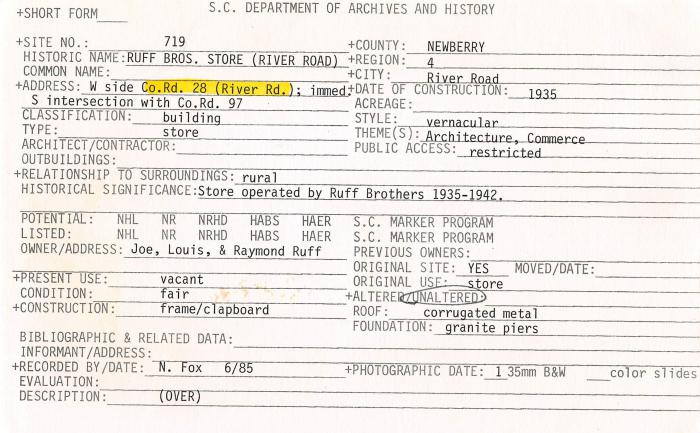 +SHORT FORM____ S.C. DEPARTMENT OF ARCHIVES AND HISTORY
+SITE NO.: 719 +COUNTY: NEWBERRY
HISTORIC NAME:RUFF BROS. STORE (RIVER ROAD) +REGION: 4
COMMON NAME: +CITY: River Road
+ADDRESS: W side Co.Rd. 28 (River Rd.); immed. +DATE OF CONSTRUCTION: 1935
S intersection with Co.Rd. 97 ACREAGE:
CLASSIFICATION: building STYLE: vernacular
TYPE: store THEME(S): Architecture, Commerce
ARCHITECT/CONTRACTOR: PUBLIC ACCESS: restricted
OUTBUILDINGS:
+RELATIONSHIP TO SURROUNDINGS: rural
HISTORICAL SIGNIFICANCE:Store operated by Ruff Brothers 1935-1942.
POTENTIAL: NHL NR NRHD HABS HAER S.C. MARKER PROGRAM
LISTED: NHL NR NRHD HABS HAER S.C. MARKER PROGRAM
OWNER/ADDRESS: Joe, Louis, & Raymond Ruff PREVIOUS OWNERS:
ORIGINAL SITE: YES MOVED/DATE:
+PRESENT USE: vacant ORIGINAL USE: store
CONDITION: fair +ALTERED/UNALTERED:
+CONSTRUCTION: frame/clapboard ROOF: corrugated metal
FOUNDATION: granite piers
BIBLIOGRAPHIC & RELATED DATA:
INFORMANT/ADDRESS:
+RECORDED BY/DATE: N. Fox 6/85 +PHOTOGRAPHIC DATE: 1 35mm B&W ___color slides
EVALUATION:
DESCRIPTION: (OVER)